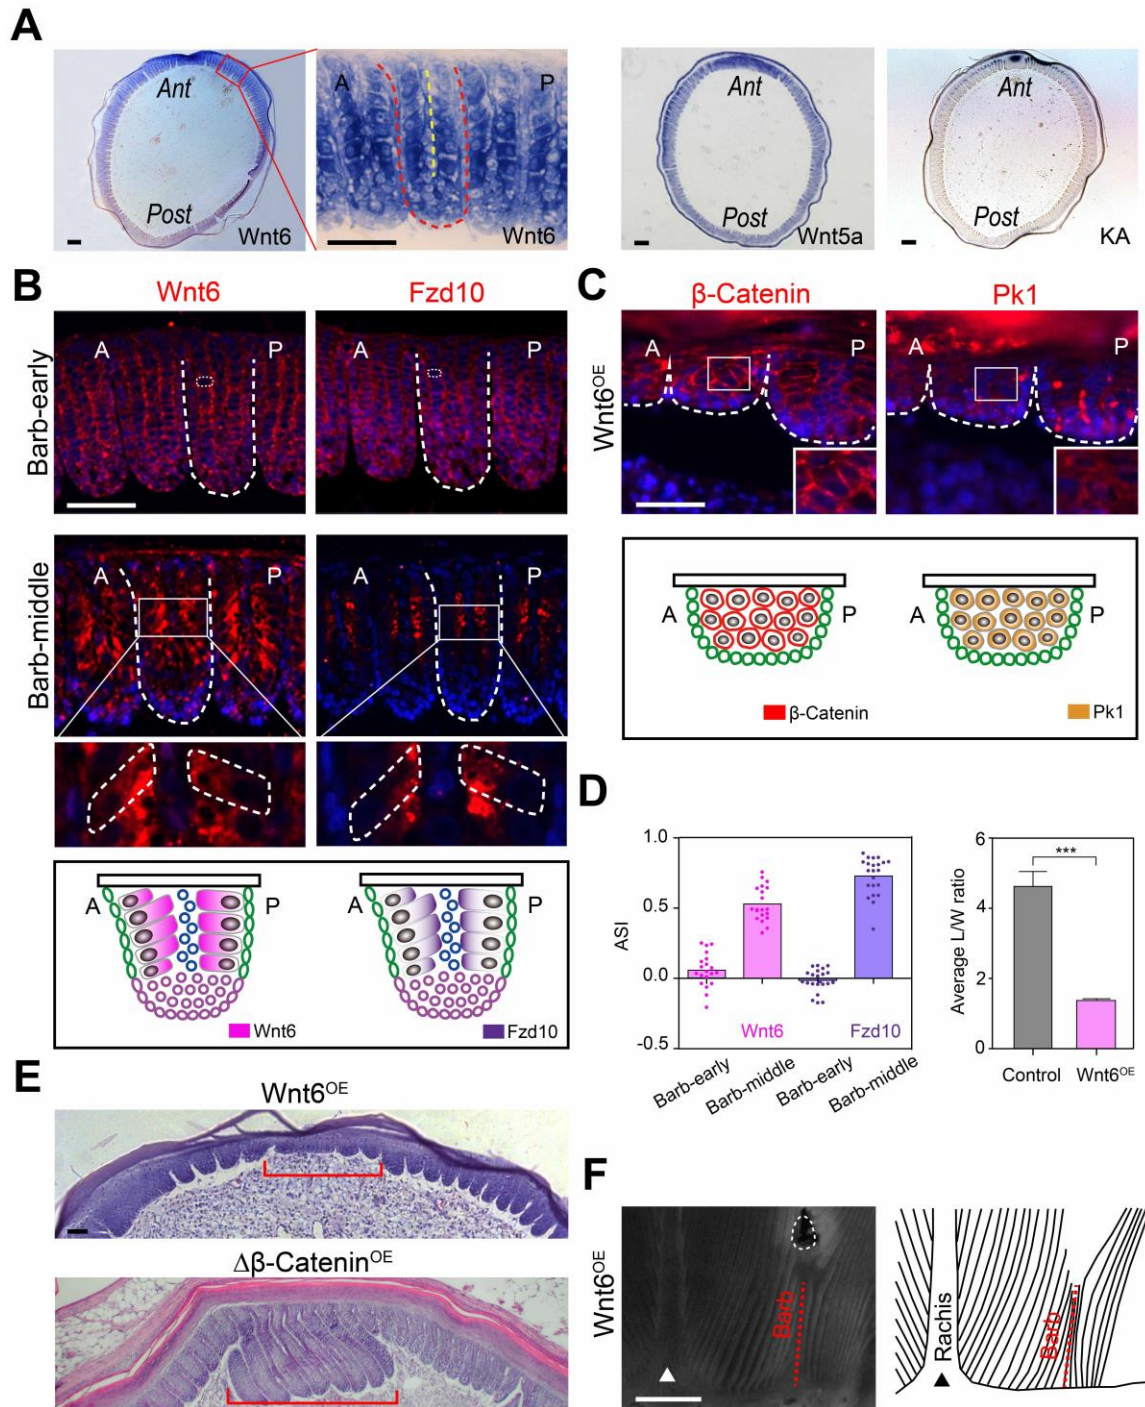 A
Ant
Post
Wnt6
A
P
Wnt6
Ant
Post
Wnt5a
Ant
Post
KA
B
Wnt6
Fzd10
Barb-early
A
P
A
P
Barb-middle
A
P
A
P
A
P
A
P
Wnt6
Fzd10
C
β-Catenin
Pk1
Wnt6OE
A
P
A
P
A
P
A
P
β-Catenin
Pk1
D
1.0
0.5
0.0
-0.5
ASI
Wnt6
Fzd10
Barb-early
Barb-middle
Barb-early
Barb-middle
6
4
2
0
Average L/W ratio
***
Control
Wnt6OE
E
Wnt6OE
Δβ-CateninOE
F
Wnt6OE
Barb
Rachis
Barb